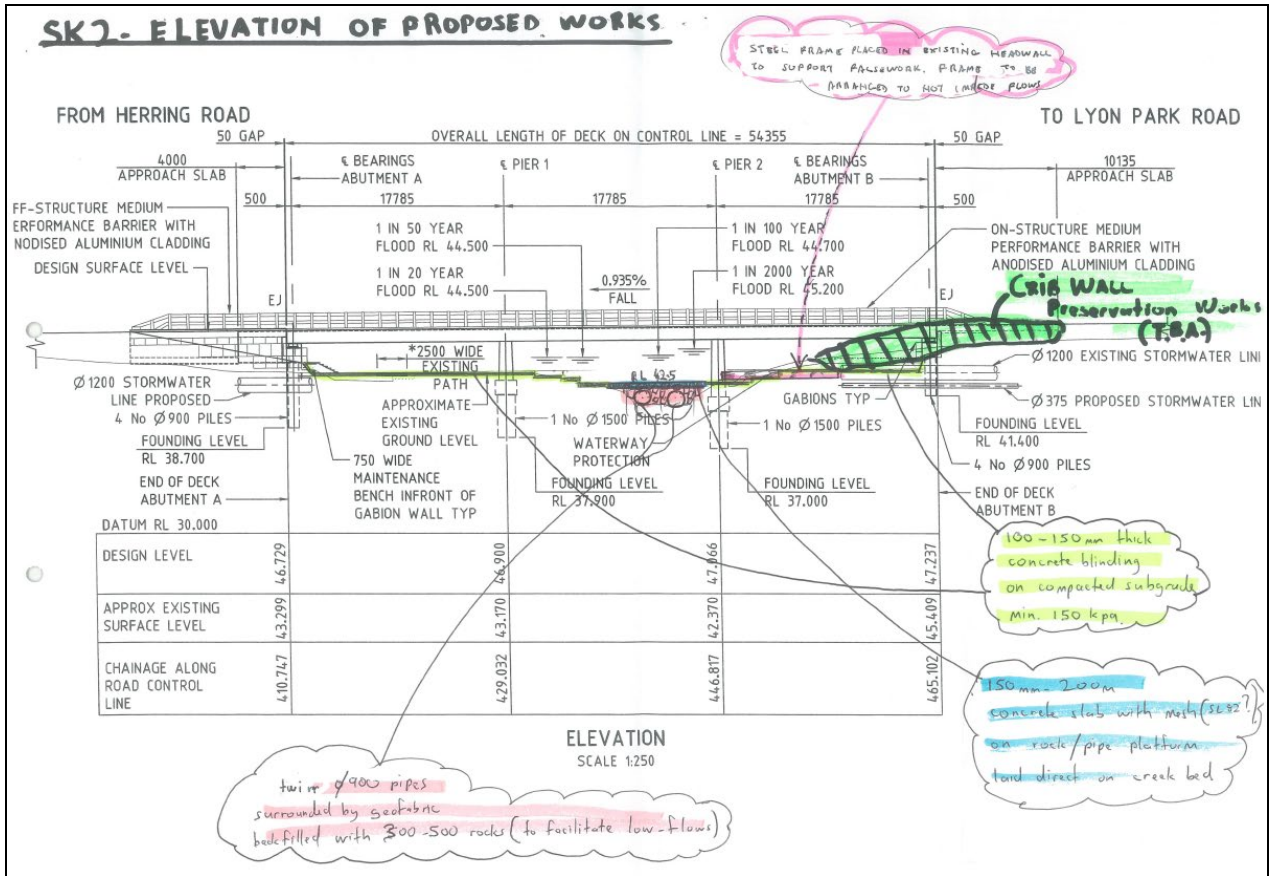 SK2- ELEVATION OF PROPOSED WORKS
STEEL FRAME PLACED IN EXISTING HEADWALL
TO SUPPORT FALSEWORK. FRAME TO BE
ARRANGED TO NOT IMPEDE FLOWS
FROM HERRING ROAD
TO LYON PARK ROAD
50 GAP
OVERALL LENGTH OF DECK ON CONTROL LINE = 54355
50 GAP
4000
APPROACH SLAB
℄ BEARINGS
ABUTMENT A
℄ PIER 1
℄ PIER 2
℄ BEARINGS
ABUTMENT B
10135
APPROACH SLAB
500
17785
17785
17785
500
FF-STRUCTURE MEDIUM
ERFORMANCE BARRIER WITH
NODISED ALUMINIUM CLADDING
DESIGN SURFACE LEVEL
1 IN 50 YEAR
FLOOD RL 44.500
1 IN 20 YEAR
FLOOD RL 44.500
0.935%
FALL
1 IN 100 YEAR
FLOOD RL 44.700
1 IN 2000 YEAR
FLOOD RL 45.200
ON-STRUCTURE MEDIUM
PERFORMANCE BARRIER WITH
ANODISED ALUMINIUM CLADDING
EJ
EJ
CRIB WALL
Preservation Works
(T.B.A)
*2500 WIDE
EXISTING
PATH
RL 42.5
Ø1200 STORMWATER
LINE PROPOSED
4 No Ø900 PILES
FOUNDING LEVEL
RL 38.700
END OF DECK
ABUTMENT A
APPROXIMATE
EXISTING
GROUND LEVEL
750 WIDE
MAINTENANCE
BENCH INFRONT OF
GABION WALL TYP
1 No Ø1500 PILES
WATERWAY
PROTECTION
FOUNDING LEVEL
RL 37.900
GABIONS TYP
1 No Ø1500 PILES
FOUNDING LEVEL
RL 37.000
Ø1200 EXISTING STORMWATER LINI
Ø375 PROPOSED STORMWATER LIN
FOUNDING LEVEL
RL 41.400
4 No Ø900 PILES
END OF DECK
ABUTMENT B
DATUM RL 30.000
DESIGN LEVEL
46.729
46.900
47.066
47.237
APPROX EXISTING
SURFACE LEVEL
43.299
43.170
42.370
45.409
CHAINAGE ALONG
ROAD CONTROL
LINE
410.747
429.032
446.817
465.102
100-150mm thick
concrete blinding
on compacted subgrade
min. 150 kpa.
150mm-200m
concrete slab with mesh (SL82?)
on rock/pipe platform
laid direct on creek bed
ELEVATION
SCALE 1:250
twin Ø900 pipes
surrounded by geofabric
backfilled with 300-500 rocks (to facilitate low-flows)